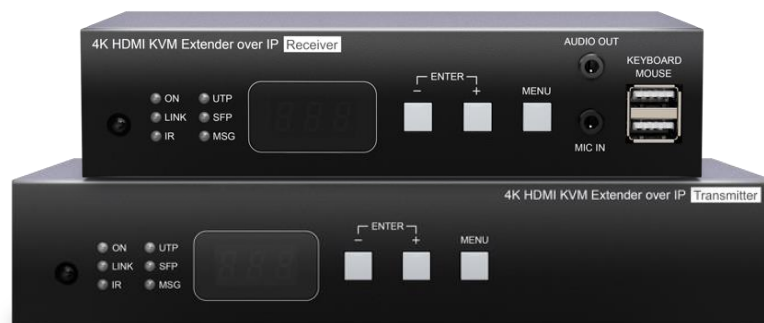 4K HDMI KVM Extender over IP Receiver
AUDIO OUT
KEYBOARD
MOUSE
ENTER
- +
MENU
ON UTP
LINK SFP
IR MSG
MIC IN
4K HDMI KVM Extender over IP Transmitter
ENTER
- +
MENU
ON UTP
LINK SFP
IR MSG